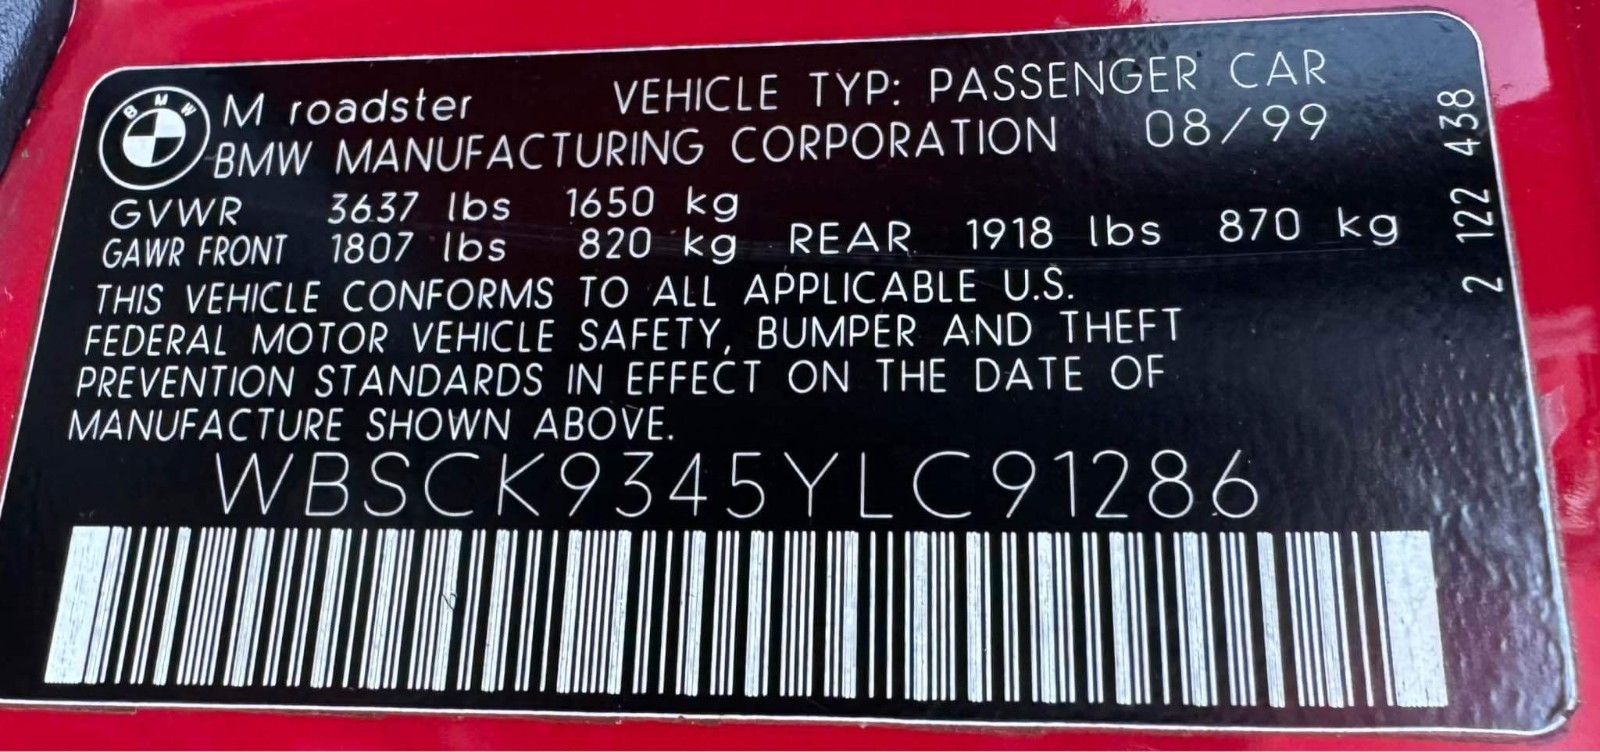 BMW
M roadster VEHICLE TYP: PASSENGER CAR
BMW MANUFACTURING CORPORATION 08/99
GVWR 3637 lbs 1650 kg
GAWR FRONT 1807 lbs 820 kg REAR 1918 lbs 870 kg
THIS VEHICLE CONFORMS TO ALL APPLICABLE U.S.
FEDERAL MOTOR VEHICLE SAFETY, BUMPER AND THEFT
PREVENTION STANDARDS IN EFFECT ON THE DATE OF
MANUFACTURE SHOWN ABOVE.
WBSCK9345YLC91286
2 122 438